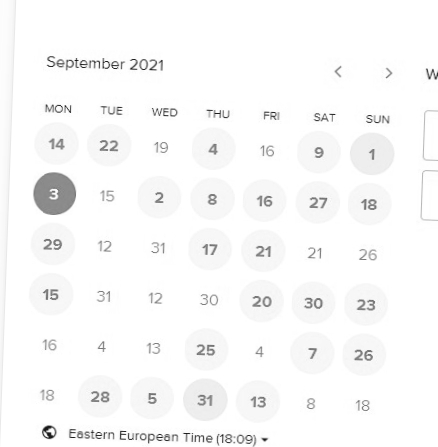 September 2021
W
MON TUE WED THU FRI SAT SUN
14 22 19 4 16 9 1
3 15 2 8 16 27 18
29 12 31 17 21 21 26
15 31 12 30 20 30 23
16 4 13 25 4 7 26
18 28 5 31 13 8 18
Eastern European Time (18:09)